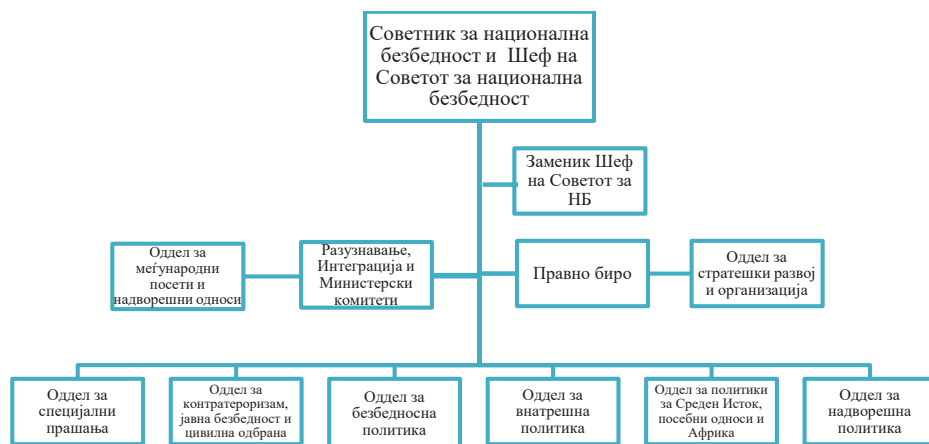 Советник за национална
безбедност и Шеф на
Советот за национална
безбедност
Заменик Шеф
на Советот за
НБ
Оддел за
меѓународни
посети и
надворешни односи
Разузнавање,
Интеграција и
Министерски
комитети
Правно биро
Оддел за
стратешки развој
и организација
Оддел за
специјални
прашања
Оддел за
контратероризам,
јавна безбедност и
цивилна одбрана
Оддел за
безбедносна
политика
Оддел за
внатрешна
политика
Оддел за политики
за Среден Исток,
посебни односи и
Африка
Оддел за
надворешна
политика